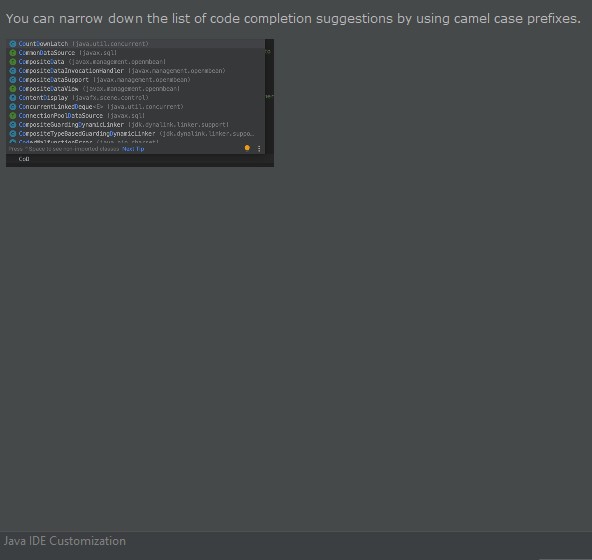 You can narrow down the list of code completion suggestions by using camel case prefixes.
CountDownLatch (java.util.concurrent)
CommonDataSource (javax.sql)
CompositeData (javax.management.openmbean)
CompositeDataInvocationHandler (javax.management.openmbean)
CompositeDataSupport (javax.management.openmbean)
CompositeDataView (javax.management.openmbean)
ContentDisplay (javafx.scene.control)
ConcurrentLinkedDeque<E> (java.util.concurrent)
ConnectionPoolDataSource (javax.sql)
CompositeGuardingDynamicLinker (jdk.dynalink.linker.support)
CompositeTypeBasedGuardingDynamicLinker (jdk.dynalink.linker.suppo…
Press ^Space to see non-imported classes Next Tip
CoD
Java IDE Customization